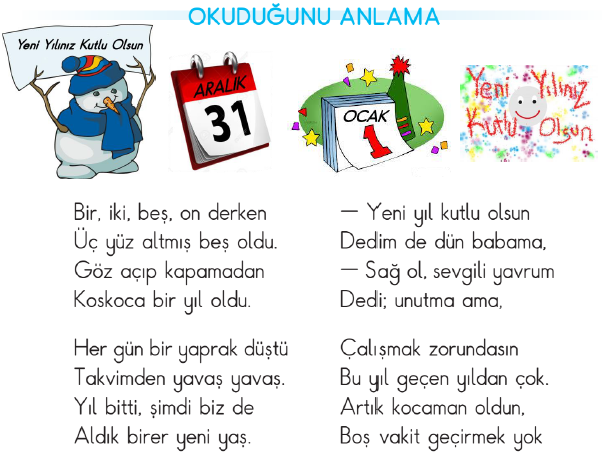 OKUDUĞUNU ANLAMA
Yeni Yılınız Kutlu Olsun
ARALIK
31
OCAK
1
Yeni Yılınız
Kutlu Olsun
Bir, iki, beş, on derken
Üç yüz altmış beş oldu.
Göz açıp kapamadan
Koskoca bir yıl oldu.
Her gün bir yaprak düştü
Takvimden yavaş yavaş.
Yıl bitti, şimdi biz de
Aldık birer yeni yaş.
– Yeni yıl kutlu olsun
Dedim de dün babama,
– Sağ ol, sevgili yavrum
Dedi; unutma ama,
Çalışmak zorundasın
Bu yıl geçen yıldan çok.
Artık kocaman oldun,
Boş vakit geçirmek yok